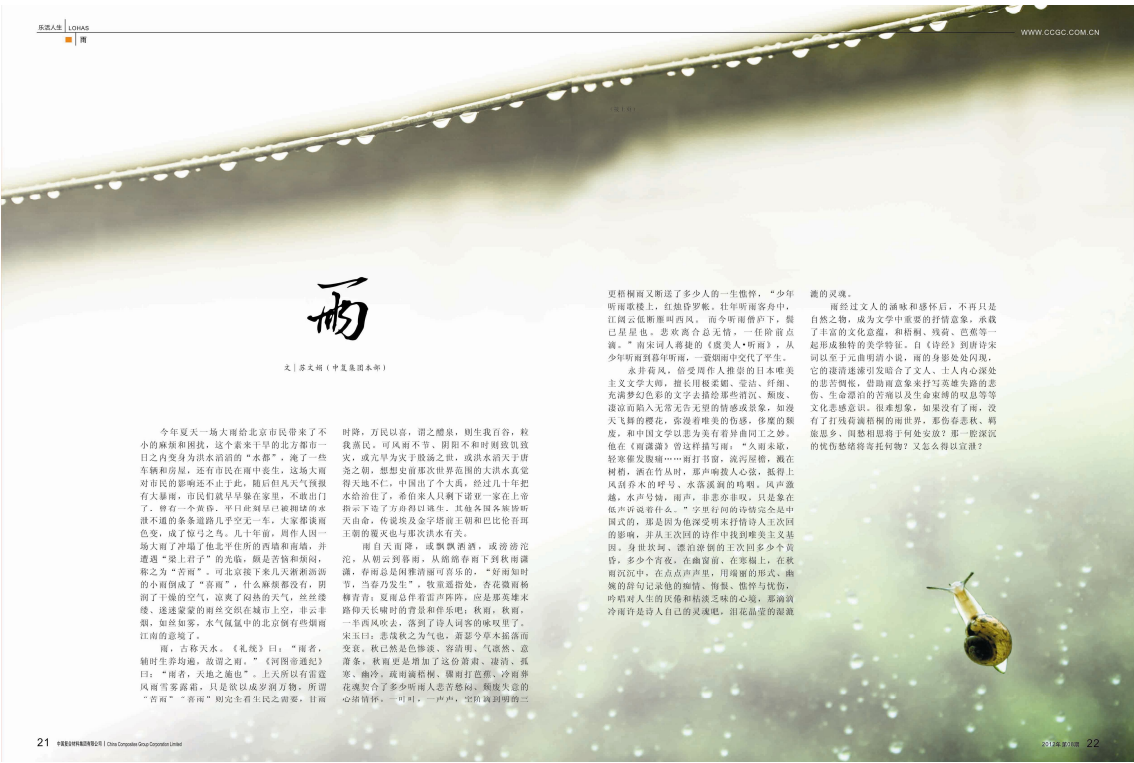 乐活人生 LOHAS
雨
WWW.CCGC.COM.CN
雨
文|苏文娟（中复集团本部）
今年夏天一场大雨给北京市民带来了不
小的麻烦和困扰，这个素来干旱的北方都市一
日之内变身为洪水滔滔的“水都”，淹了一些
车辆和房屋，还有市民在雨中丧生，这场大雨
对市民的影响还不止于此，随后但凡天气预报
有大暴雨，市民们就早早躲在家里，不敢出门
了，曾有一个黄昏，平日此刻早已被拥堵的水
泄不通的条条道路几乎空无一车，大家都谈雨
色变，成了惊弓之鸟。几十年前，周作人因一
场大雨了冲塌了他北平住所的西墙和南墙，并
遭遇“梁上君子”的光临，颇是苦恼和烦闷，
称之为“苦雨”。可北京接下来几天淅淅沥沥
的小雨倒成了“喜雨”，什么麻烦都没有，阴
润了干燥的空气，凉爽了闷热的天气，丝丝缕
缕、迷迷蒙蒙的雨丝交织在城市上空，非云非
烟，如丝如雾，水气氤氲中的北京倒有些烟雨
江南的意境了。
雨，古称天水。《礼统》曰：“雨者，
辅时生养均遍，故谓之雨。”《河图帝通纪》
曰：“雨者，天地之施也”。上天所以有雷霆
风雨雪雾露霜，只是欲以成岁润万物，所谓
“苦雨”“喜雨”则完全看生民之需要，甘雨
时降，万民以喜，谓之醴泉，则生我百谷，粒
我蒸民。可风雨不节、阴阳不和时则致饥致
灾，或亢旱为灾于殷汤之世，或洪水滔天于唐
尧之朝，想想史前那次世界范围的大洪水真觉
得天地不仁，中国出了个大禹，经过几十年把
水给治住了，希伯来人只剩下诺亚一家在上帝
指示下造了方舟得以逃生，其他各国各族皆听
天由命，传说埃及金字塔前王朝和巴比伦吾珥
王朝的覆灭也与那次洪水有关。
雨自天而降，或飘飘洒洒，或滂滂沱
沱，从朝云到暮雨，从绵绵春雨下到秋雨潇
潇，春雨总是闲雅清丽可喜乐的，“好雨知时
节，当春乃发生”。牧童遥指处，杏花微雨杨
柳青青；夏雨总伴着雷声阵阵，应是那英雄末
路仰天长啸时的背景和伴乐吧；秋雨，秋雨，
一半西风吹去，落到了诗人词客的咏叹里了。
宋玉曰：悲哉秋之为气也，萧瑟兮草木摇落而
变衰。秋已然是色惨淡、容清明、气凛然、意
萧条，秋雨更是增加了这份萧肃、凄清、孤
寒、幽冷。疏雨滴梧桐、骤雨打芭蕉、冷雨葬
花魂契合了多少听雨人悲苦愁闷、颓废失意的
心绪情怀，一叶叶，一声声，空阶滴到明的三
更梧桐雨又断送了多少人的一生憔悴，“少年
听雨歌楼上，红烛昏罗帐。壮年听雨客舟中，
江阔云低断雁叫西风。 而今听雨僧庐下，鬓
已星星也。悲欢离合总无情，一任阶前点
滴。”南宋词人蒋捷的《虞美人•听雨》，从
少年听雨到暮年听雨，一蓑烟雨中交代了平生。
永井荷风，倍受周作人推崇的日本唯美
主义文学大师，擅长用极柔媚、莹洁、纤细、
充满梦幻色彩的文字去描绘那些消沉、颓废、
凄凉而陷入无常无告无望的情感或景象，如漫
天飞舞的樱花，弥漫着唯美的伤感，侈糜的颓
废，和中国文学以悲为美有着异曲同工之妙。
他在《雨潇潇》曾这样描写雨：“久雨未歇，
轻寒催发腹痛……雨打书窗，流泻屋檐，溅在
树梢，洒在竹丛时，那声响拨人心弦，抵得上
风刮乔木的呼号、水落溪涧的呜咽。风声激
越，水声号恸，雨声，非悲亦非叹，只是象在
低声诉说着什么。”字里行间的诗情完全是中
国式的，那是因为他深受明末抒情诗人王次回
的影响，并从王次回的诗作中找到唯美主义基
因。身世坎坷、漂泊潦倒的王次回多少个黄
昏，多少个宵夜，在幽窗前、在寒榻上，在秋
雨沉沉中，在点点声声里，用端丽的形式、幽
婉的辞句记录他的痴情、悔恨、憔悴与忧伤，
吟唱对人生的厌倦和枯淡乏味的心境，那滴滴
冷雨许是诗人自己的灵魂吧。泪花晶莹的湿漉
漉的灵魂。
雨经过文人的涵咏和感怀后，不再只是
自然之物，成为文学中重要的抒情意象，承载
了丰富的文化意蕴，和梧桐、残荷、芭蕉等一
起形成独特的美学特征。自《诗经》到唐诗宋
词以至于元曲明清小说，雨的身影处处闪现，
它的凄清迷濛引发暗合了文人、士人内心深处
的悲苦惆怅，借助雨意象来抒写英雄失路的悲
伤、生命漂泊的苦痛以及生命束缚的叹息等等
文化悲感意识。很难想象，如果没有了雨，没
有了打残荷滴梧桐的雨世界，那伤春悲秋、羁
旅思乡、闺愁相思将于何处安放？那一腔深沉
的忧伤愁绪将寄托何物？又怎么得以宣泄？
21 中国复合材料集团有限公司 | China Composites Group Corporation Limited
2012年第08期 22